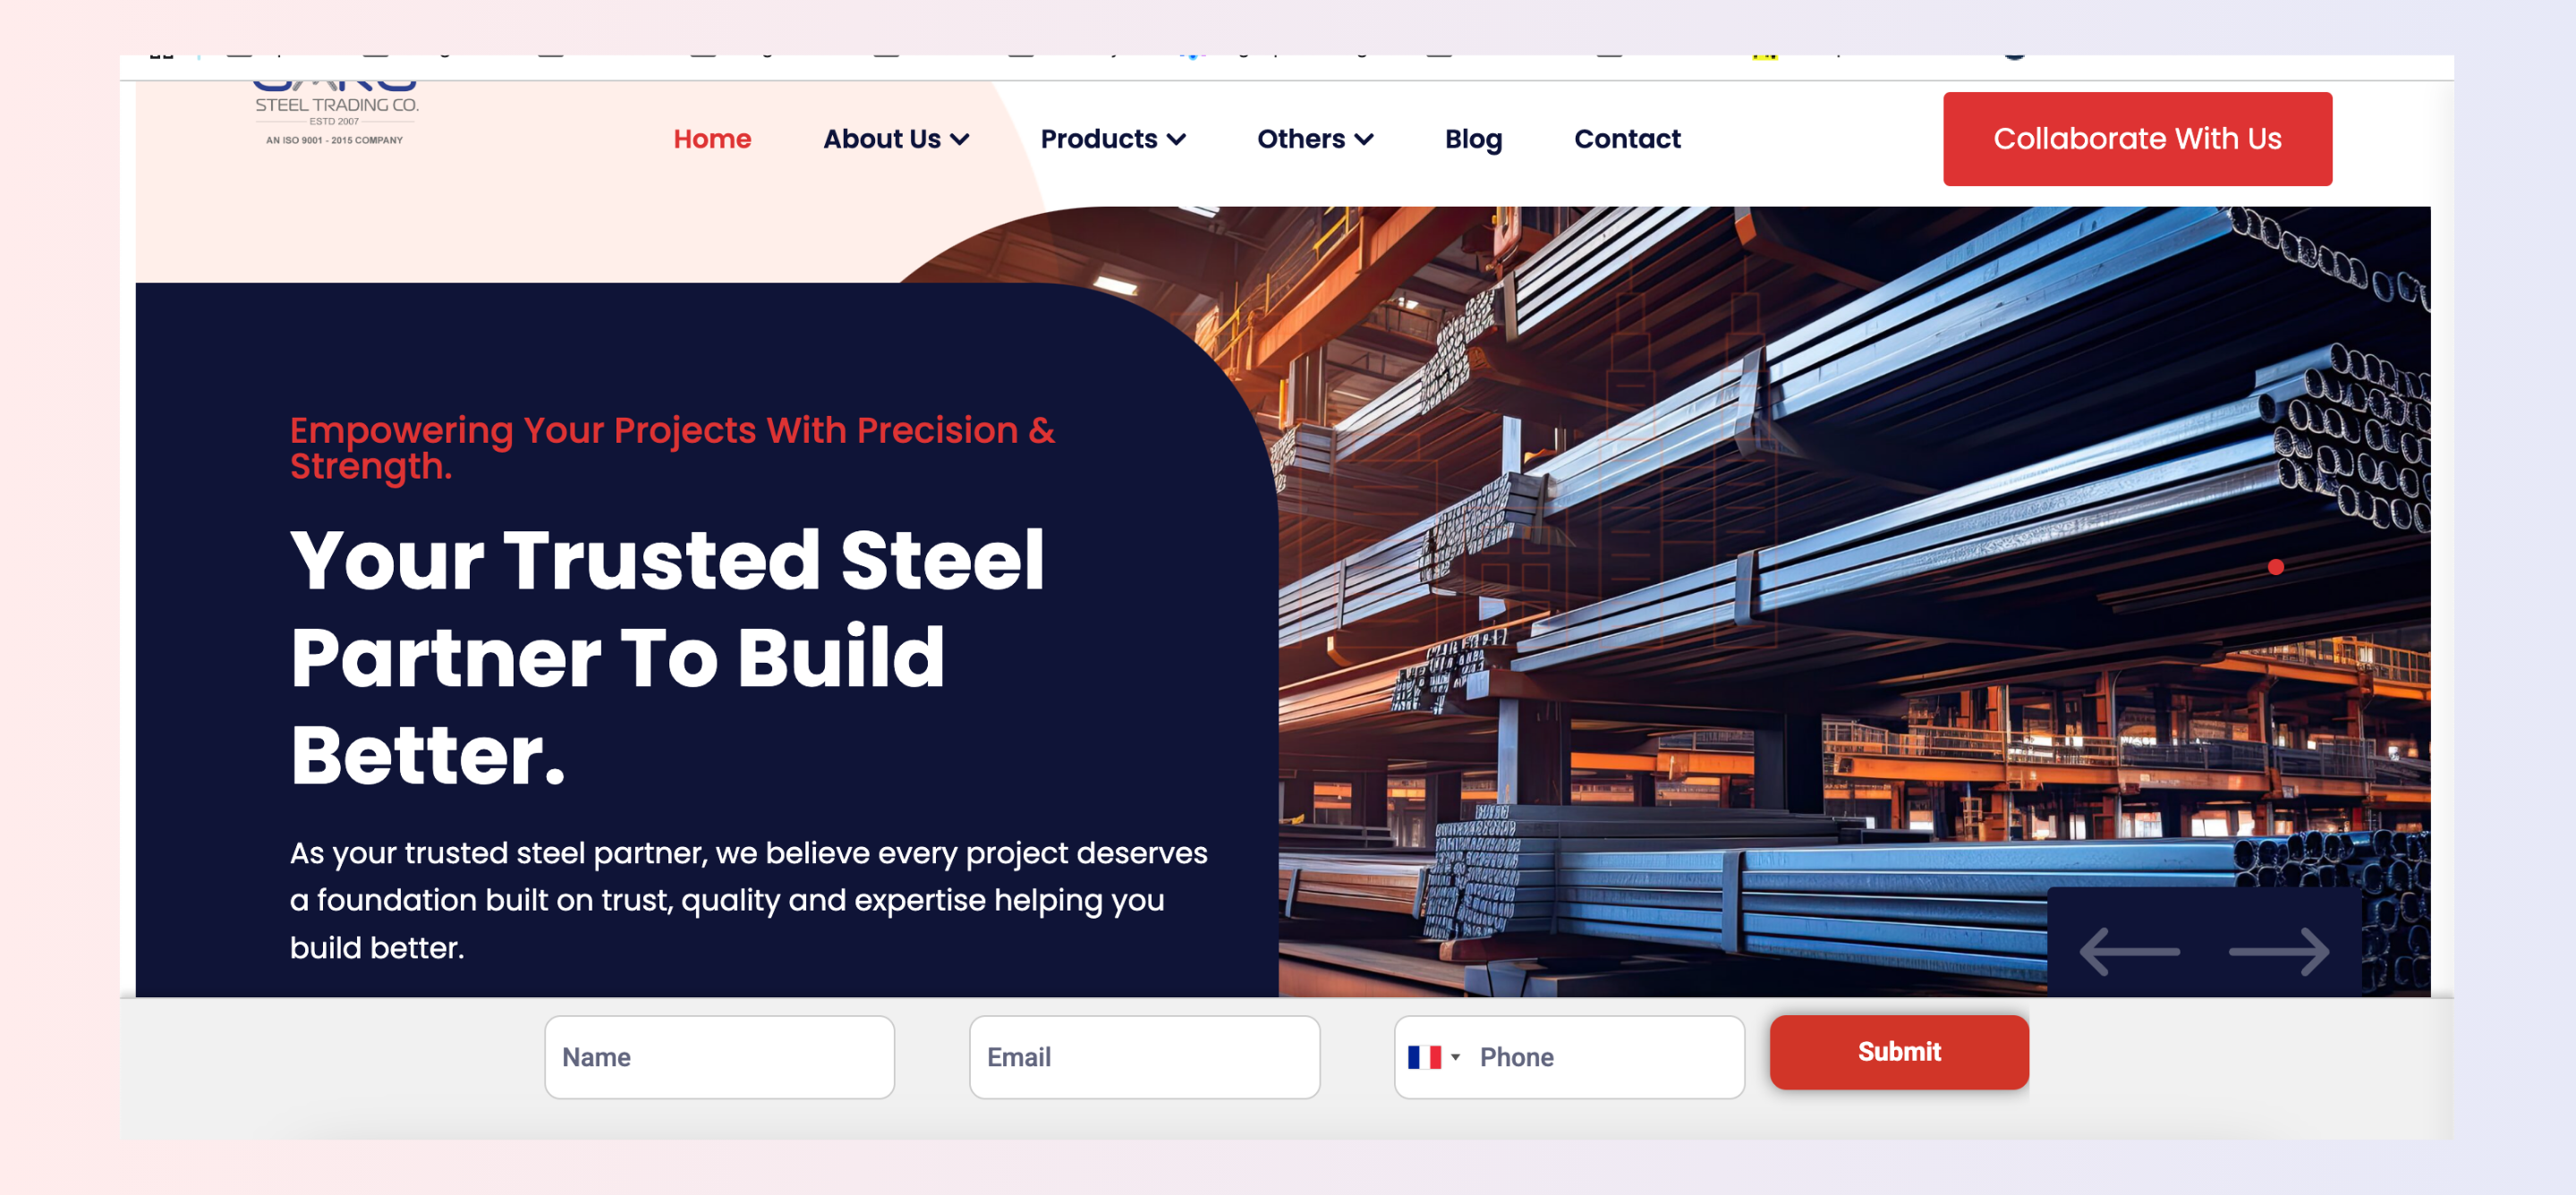 STEEL TRADING CO.
ESTD 2007
AN ISO 9001 - 2015 COMPANY
Home
About Us
Products
Others
Blog
Contact
Collaborate With Us
Empowering Your Projects With Precision &
Strength.
Your Trusted Steel
Partner To Build
Better.
As your trusted steel partner, we believe every project deserves
a foundation built on trust, quality and expertise helping you
build better.
Name
Email
Phone
Submit